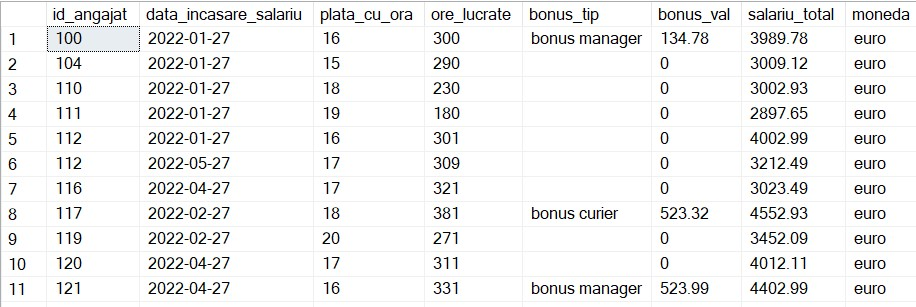 id_angajat data_incasare_salariu plata_cu_ora ore_lucrate bonus_tip bonus_val salariu_total moneda
1 100 2022-01-27 16 300 bonus manager 134.78 3989.78 euro
2 104 2022-01-27 15 290 0 3009.12 euro
3 110 2022-01-27 18 230 0 3002.93 euro
4 111 2022-01-27 19 180 0 2897.65 euro
5 112 2022-01-27 16 301 0 4002.99 euro
6 112 2022-05-27 17 309 0 3212.49 euro
7 116 2022-04-27 17 321 0 3023.49 euro
8 117 2022-02-27 18 381 bonus curier 523.32 4552.93 euro
9 119 2022-02-27 20 271 0 3452.09 euro
10 120 2022-04-27 17 311 0 4012.11 euro
11 121 2022-04-27 16 331 bonus manager 523.99 4402.99 euro